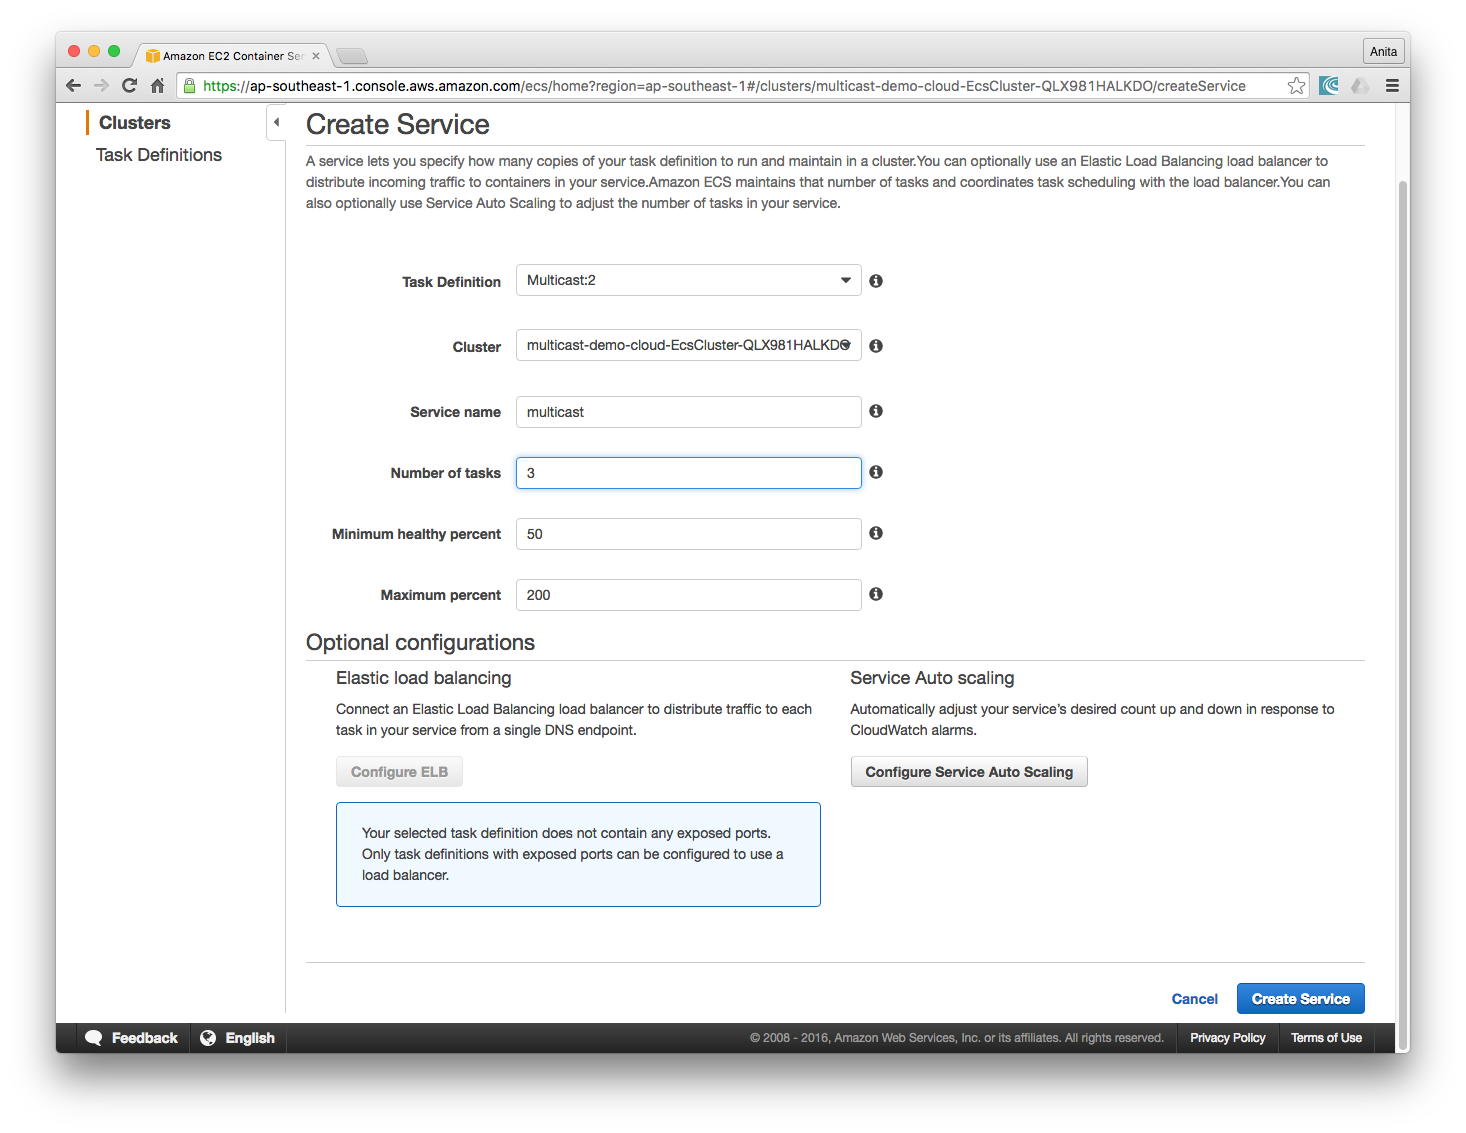 Amazon EC2 Container Ser
Anita
https://ap-southeast-1.console.aws.amazon.com/ecs/home?region=ap-southeast-1#/clusters/multicast-demo-cloud-EcsCluster-QLX981HALKDO/createService
Clusters
Task Definitions
Create Service
A service lets you specify how many copies of your task definition to run and maintain in a cluster.You can optionally use an Elastic Load Balancing load balancer to
distribute incoming traffic to containers in your service.Amazon ECS maintains that number of tasks and coordinates task scheduling with the load balancer.You can
also optionally use Service Auto Scaling to adjust the number of tasks in your service.
Task Definition Multicast:2
Cluster multicast-demo-cloud-EcsCluster-QLX981HALKDO
Service name multicast
Number of tasks 3
Minimum healthy percent 50
Maximum percent 200
Optional configurations
Elastic load balancing
Connect an Elastic Load Balancing load balancer to distribute traffic to each
task in your service from a single DNS endpoint.
Configure ELB
Your selected task definition does not contain any exposed ports.
Only task definitions with exposed ports can be configured to use a
load balancer.
Service Auto scaling
Automatically adjust your service's desired count up and down in response to
CloudWatch alarms.
Configure Service Auto Scaling
Cancel
Create Service
Feedback
English
© 2008 - 2016, Amazon Web Services, Inc. or its affiliates. All rights reserved.
Privacy Policy
Terms of Use